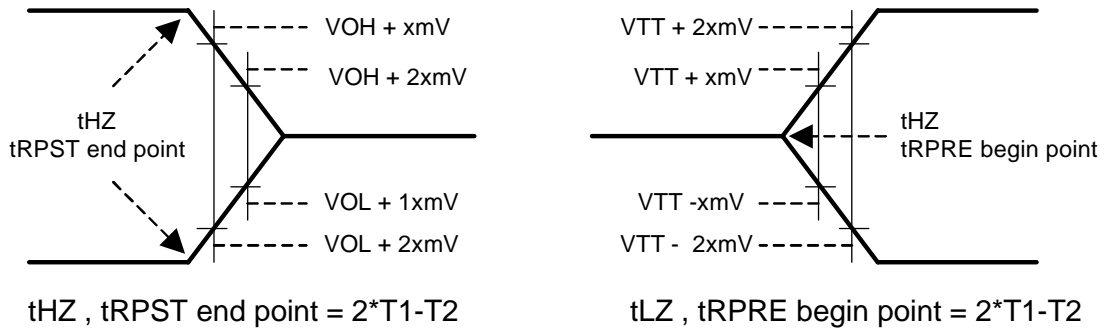 VOH + xmV
VOH + 2xmV
tHZ
tRPST end point
VOL + 1xmV
VOL + 2xmV
tHZ , tRPST end point = 2*T1-T2
VTT + 2xmV
VTT + xmV
tHZ
tRPRE begin point
VTT -xmV
VTT - 2xmV
tLZ , tRPRE begin point = 2*T1-T2